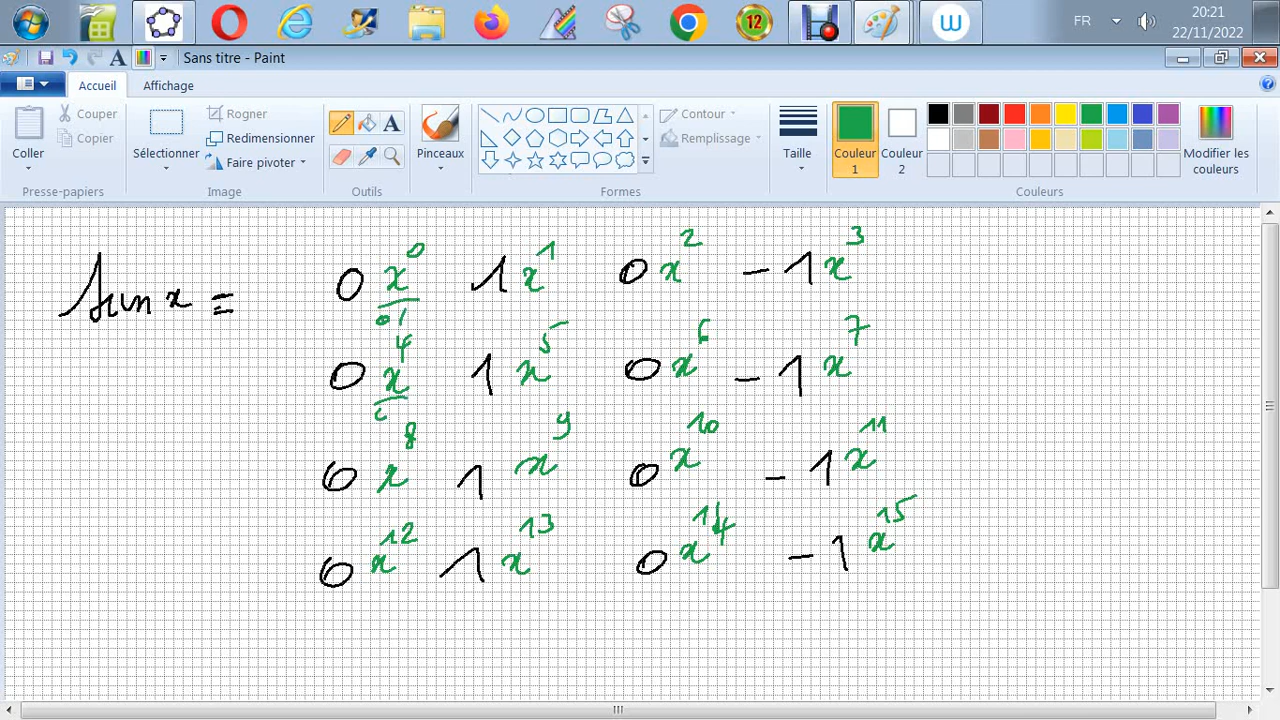 12
W
FR
20:21
22/11/2022
Sans titre - Paint
Accueil Affichage
Coller
Couper
Copier
Presse-papiers
Sélectionner
Rogner
Redimensionner
Faire pivoter
Image
A
Outils
Pinceaux
Contour
Remplissage
Formes
Taille
Couleur 1
Couleur 2
Modifier les couleurs
Couleurs
sin x = 0 x^0 1 x^1 0 x^2 - 1 x^3
0!
0 x^4 1 x^5 0 x^6 - 1 x^7
0 x^8 1 x^9 0 x^10 - 1 x^11
0 x^12 1 x^13 0 x^14 - 1 x^15